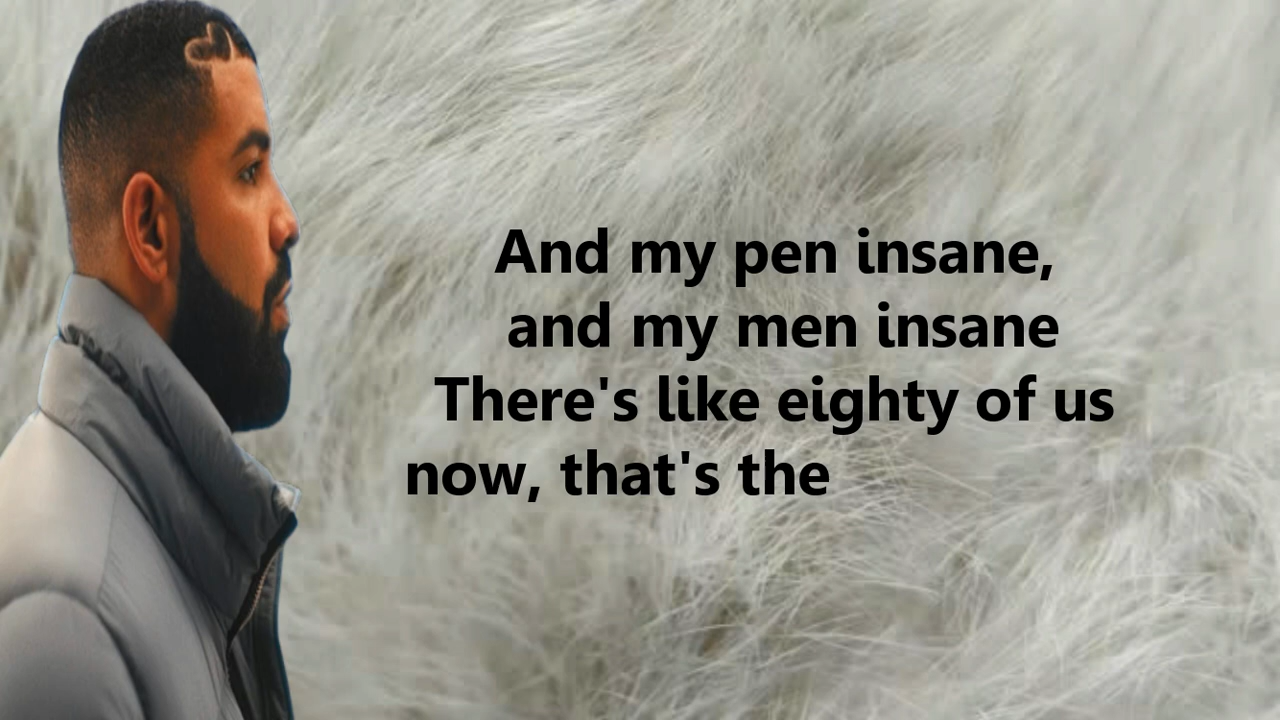 And my pen insane,
and my men insane
There's like eighty of us
now, that's the